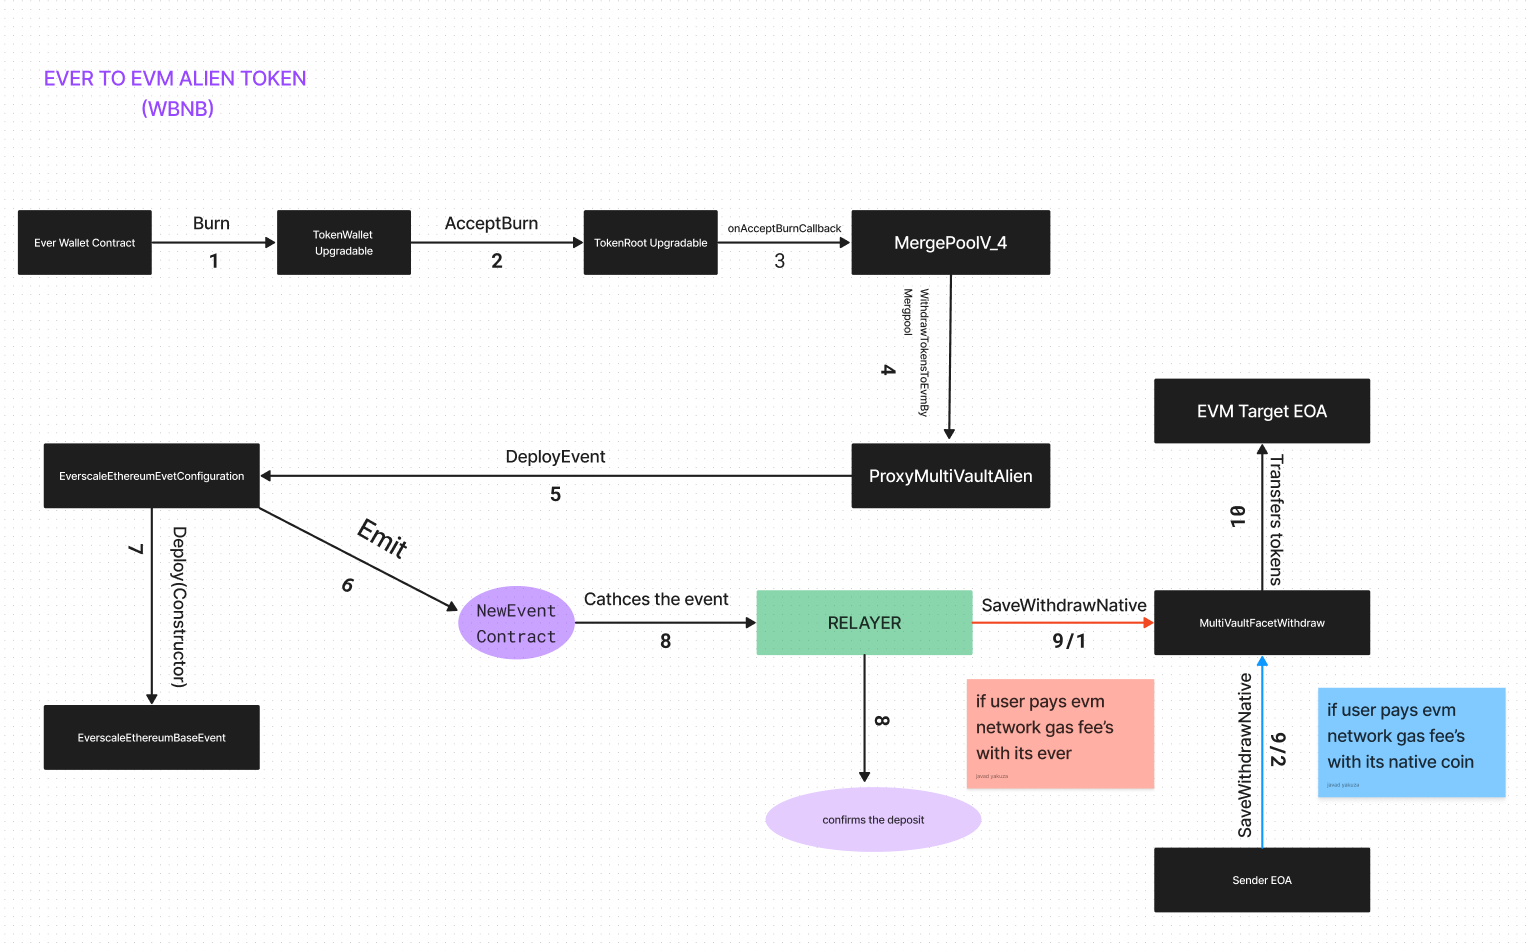 EVER TO EVM ALIEN TOKEN
(WBNB)
Ever Wallet Contract
Burn
1
TokenWallet
Upgradable
AcceptBurn
2
TokenRoot Upgradable
onAcceptBurnCallback
3
MergePoolV_4
WithdrawTokensToEvmBy
Mergpool
4
EVM Target EOA
EverscaleEthereumEvetConfiguration
DeployEvent
5
ProxyMultiVaultAlien
Transfers tokens
10
Deploy(Constructor)
7
Emit
6
NewEvent
Contract
Cathces the event
8
RELAYER
SaveWithdrawNative
9/1
MultiVaultFacetWithdraw
EverscaleEthereumBaseEvent
8
if user pays evm
network gas fee's
with its ever
javad yakuza
SaveWithdrawNative
9/2
if user pays evm
network gas fee's
with its native coin
javad yakuza
confirms the deposit
Sender EOA